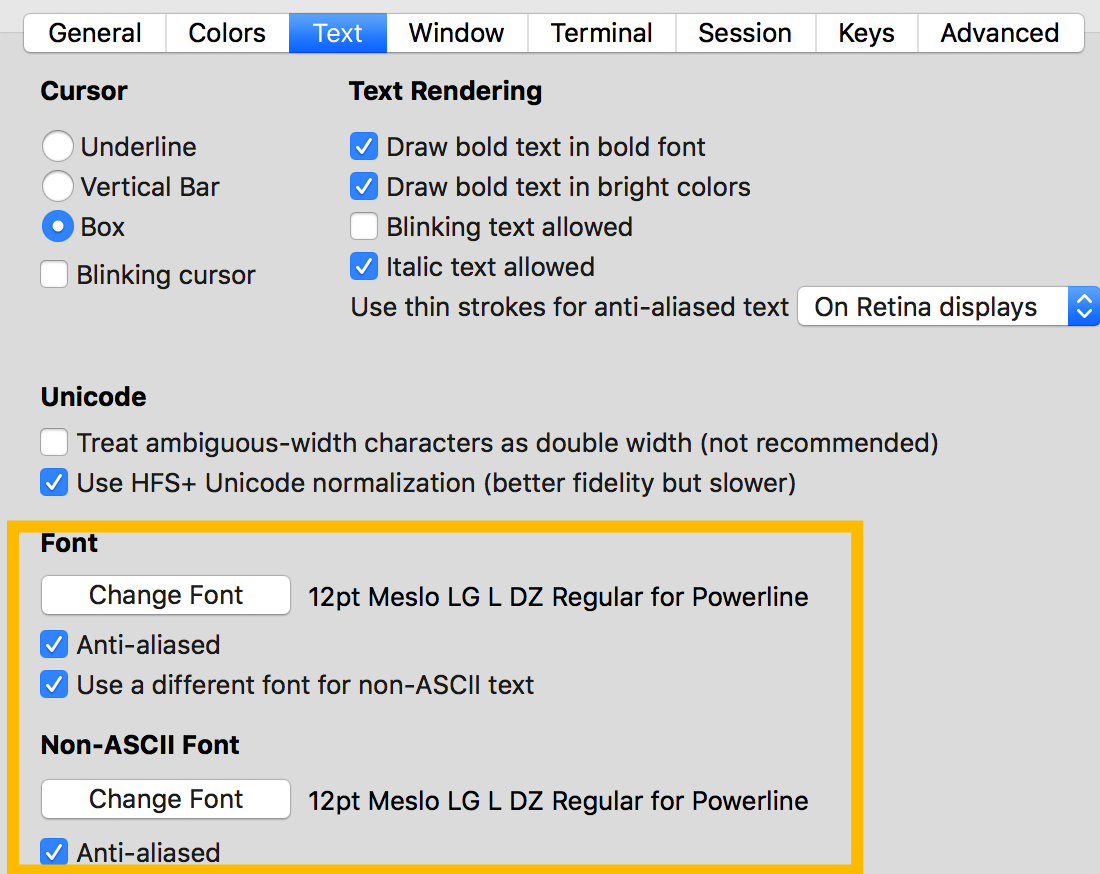 General Colors Text Window Terminal Session Keys Advanced
Cursor
Underline
Vertical Bar
Box
Blinking cursor
Text Rendering
Draw bold text in bold font
Draw bold text in bright colors
Blinking text allowed
Italic text allowed
Use thin strokes for anti-aliased text On Retina displays
Unicode
Treat ambiguous-width characters as double width (not recommended)
Use HFS+ Unicode normalization (better fidelity but slower)
Font
Change Font 12pt Meslo LG L DZ Regular for Powerline
Anti-aliased
Use a different font for non-ASCII text
Non-ASCII Font
Change Font 12pt Meslo LG L DZ Regular for Powerline
Anti-aliased